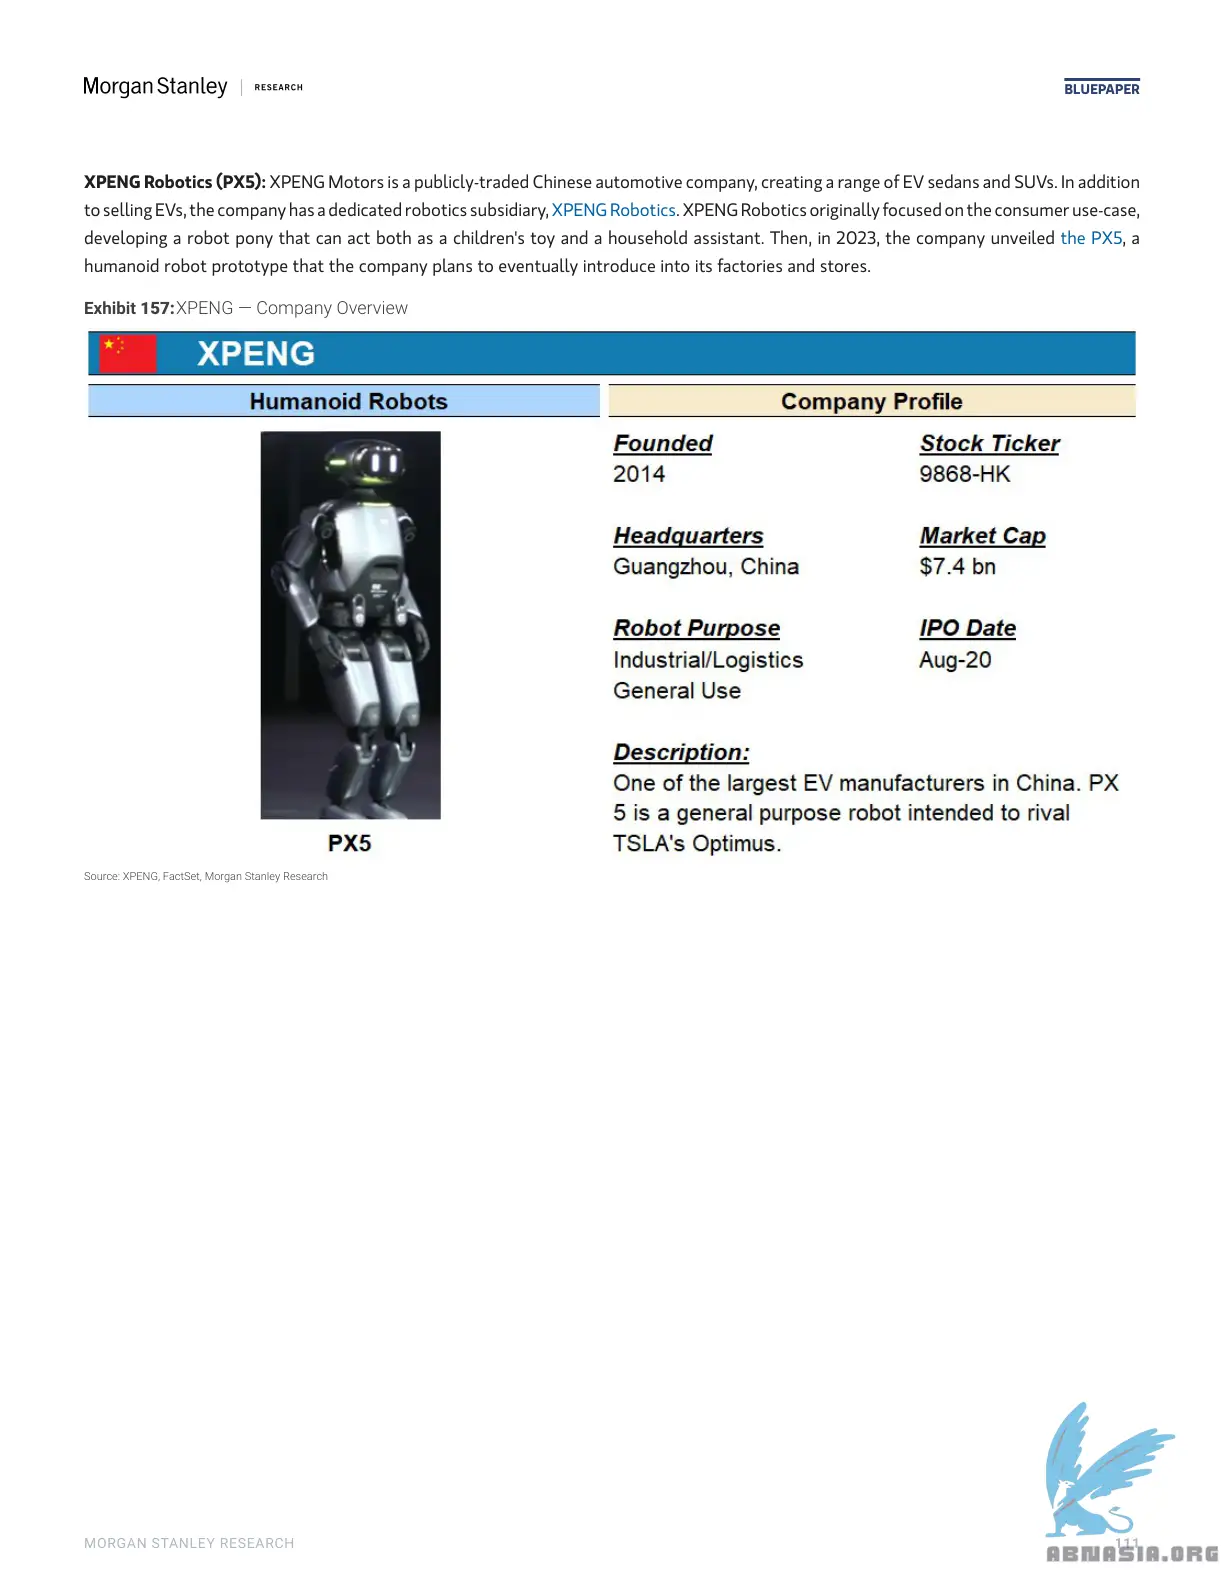 Morgan Stanley | RESEARCH
BLUEPAPER
XPENG Robotics (PX5): XPENG Motors is a publicly-traded Chinese automotive company, creating a range of EV sedans and SUVs. In addition
to selling EVs, the company has a dedicated robotics subsidiary, XPENG Robotics. XPENG Robotics originally focused on the consumer use-case,
developing a robot pony that can act both as a children's toy and a household assistant. Then, in 2023, the company unveiled the PX5, a
humanoid robot prototype that the company plans to eventually introduce into its factories and stores.
Exhibit 157: XPENG — Company Overview
XPENG
Humanoid Robots
Company Profile
Founded
2014
Stock Ticker
9868-HK
Headquarters
Guangzhou, China
Market Cap
$7.4 bn
Robot Purpose
Industrial/Logistics
General Use
IPO Date
Aug-20
Description:
One of the largest EV manufacturers in China. PX
5 is a general purpose robot intended to rival
TSLA's Optimus.
PX5
Source: XPENG, FactSet, Morgan Stanley Research
MORGAN STANLEY RESEARCH
111
ABNASIA.ORG